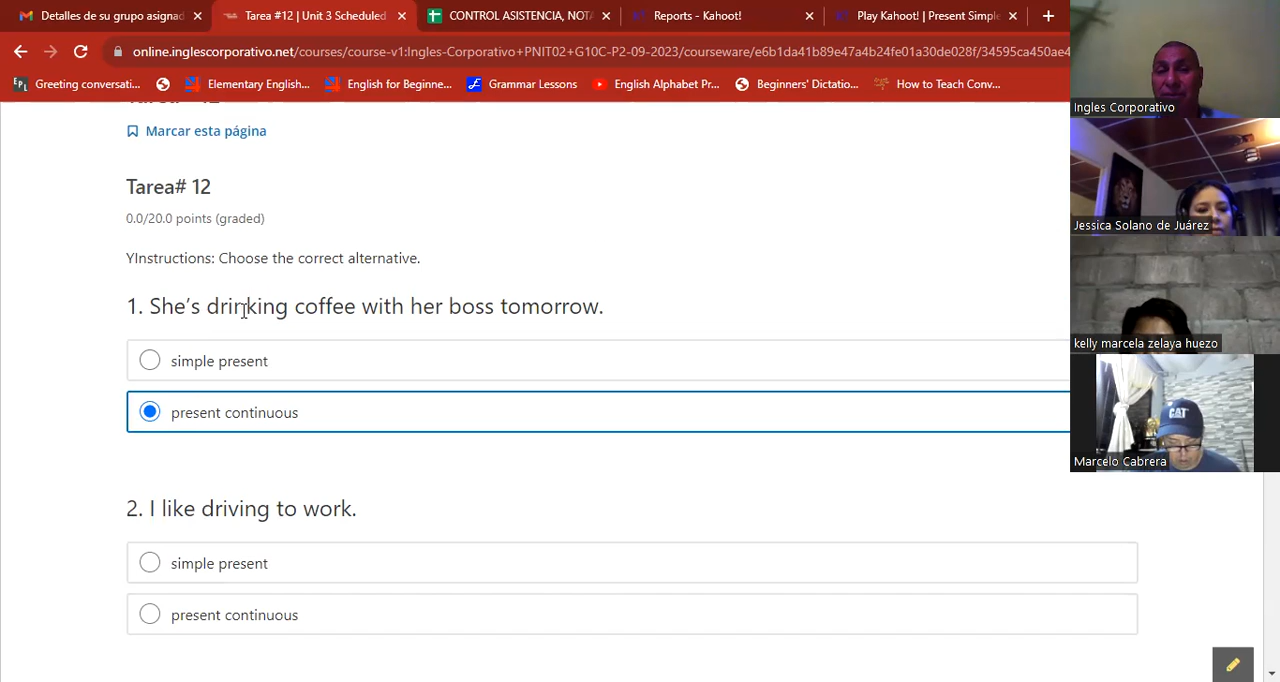 Detalles de su grupo asignad
Tarea #12 | Unit 3 Scheduled
CONTROL ASISTENCIA, NOTA
Reports - Kahoot!
Play Kahoot! | Present Simple
online.inglescorporativo.net/courses/course-v1:Ingles-Corporativo+PNIT02+G10C-P2-09-2023/courseware/e6b1da41b89e47a4b24fe01a30de028f/34595ca450ae4
Greeting conversati...
Elementary English...
English for Beginne...
Grammar Lessons
English Alphabet Pr...
Beginners' Dictatio...
How to Teach Conv...
Marcar esta página
Tarea# 12
0.0/20.0 points (graded)
YInstructions: Choose the correct alternative.
1. She’s drinking coffee with her boss tomorrow.
simple present
present continuous
2. I like driving to work.
simple present
present continuous
Ingles Corporativo
Jessica Solano de Juárez
kelly marcela zelaya huezo
CAT
Marcelo Cabrera